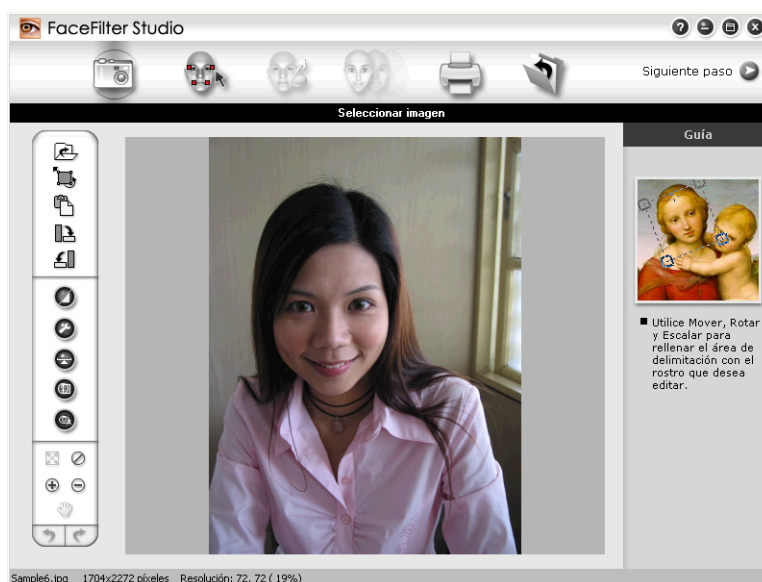 FaceFilter Studio
Siguiente paso
Seleccionar imagen
Guía
Utilice Mover, Rotar
y Escalar para
rellenar el área de
delimitación con el
rostro que desea
editar.
Sample6.jpg 1704x2272 píxeles Resolución: 72, 72 ( 19%)